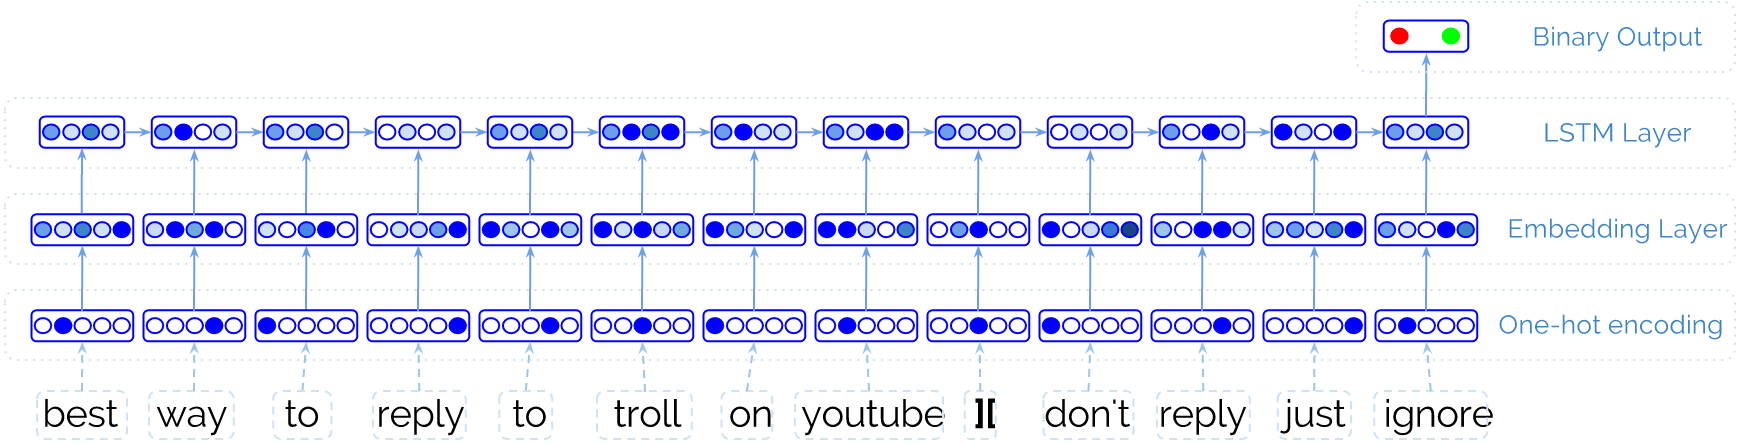 Binary Output
LSTM Layer
Embedding Layer
One-hot encoding
best way to reply to troll on youtube ][ don't reply just ignore